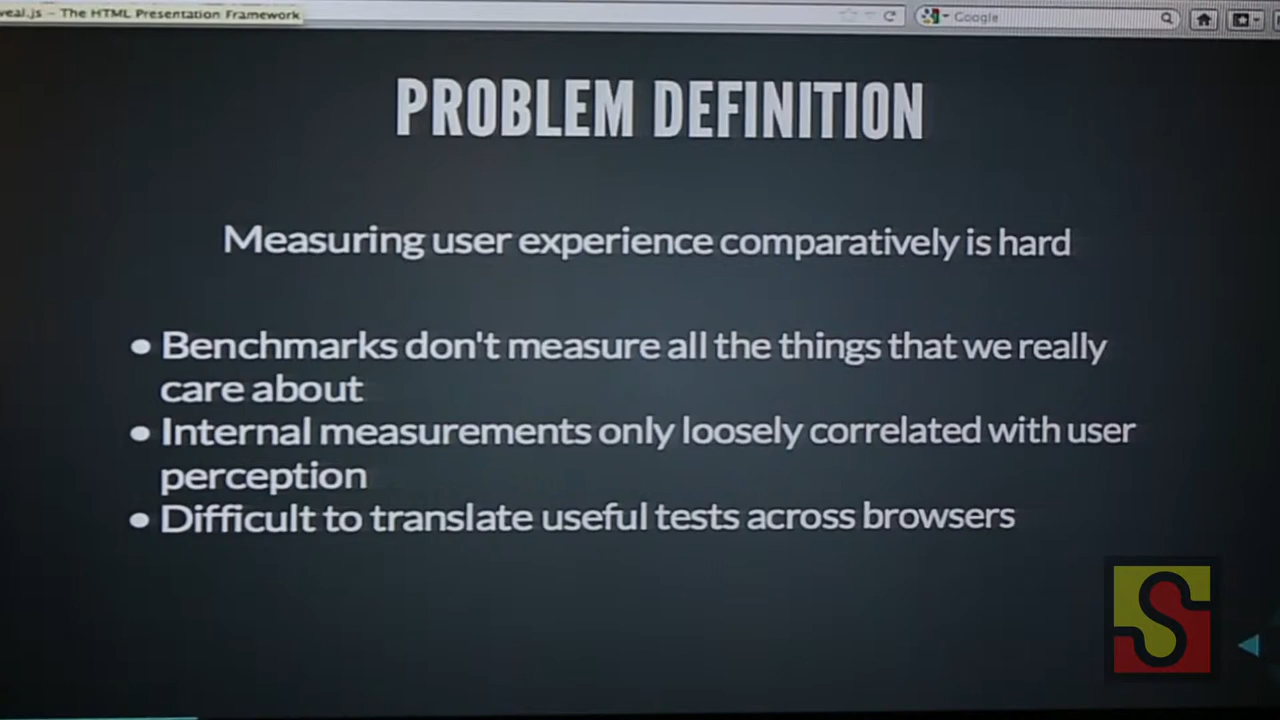 veal.js - The HTML Presentation Framework
Google
PROBLEM DEFINITION
Measuring user experience comparatively is hard
• Benchmarks don't measure all the things that we really
care about
• Internal measurements only loosely correlated with user
perception
• Difficult to translate useful tests across browsers
S